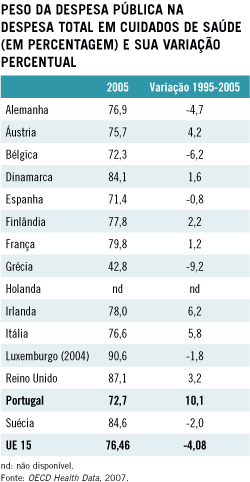 PESO DA DESPESA PÚBLICA NA
DESPESA TOTAL EM CUIDADOS DE SAÚDE
(EM PERCENTAGEM) E SUA VARIAÇÃO
PERCENTUAL
2005 Variação 1995-2005
Alemanha 76,9 -4,7
Áustria 75,7 4,2
Bélgica 72,3 -6,2
Dinamarca 84,1 1,6
Espanha 71,4 -0,8
Finlândia 77,8 2,2
França 79,8 1,2
Grécia 42,8 -9,2
Holanda nd nd
Irlanda 78,0 6,2
Itália 76,6 5,8
Luxemburgo (2004) 90,6 -1,8
Reino Unido 87,1 3,2
Portugal 72,7 10,1
Suécia 84,6 -2,0
UE 15 76,46 -4,08
nd: não disponível.
Fonte: OECD Health Data, 2007.